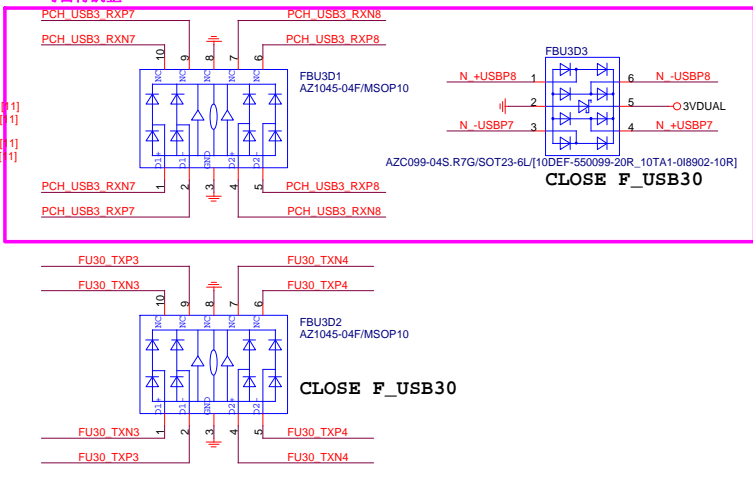 PCH_USB3_RXP7 PCH_USB3_RXN8
PCH_USB3_RXN7 PCH_USB3_RXP8
10 9 8 7 6
NC NC NC NC
FBU3D1
AZ1045-04F/MSOP10
D1+ D1- GND D2+ D2-
1 2 3 4 5
PCH_USB3_RXN7 PCH_USB3_RXP8
PCH_USB3_RXP7 PCH_USB3_RXN8
FBU3D3
N_+USBP8 1 6 N_-USBP8
2 5 3VDUAL
N_-USBP7 3 4 N_+USBP7
AZC099-04S.R7G/SOT23-6L/[10DEF-550099-20R_10TA1-0I8902-10R]
CLOSE F_USB30
11]
11]
11]
11]
FU30_TXP3 FU30_TXN4
FU30_TXN3 FU30_TXP4
10 9 8 7 6
NC NC NC NC
FBU3D2
AZ1045-04F/MSOP10
CLOSE F_USB30
D1+ D1- GND D2+ D2-
1 2 3 4 5
FU30_TXN3 FU30_TXP4
FU30_TXP3 FU30_TXN4